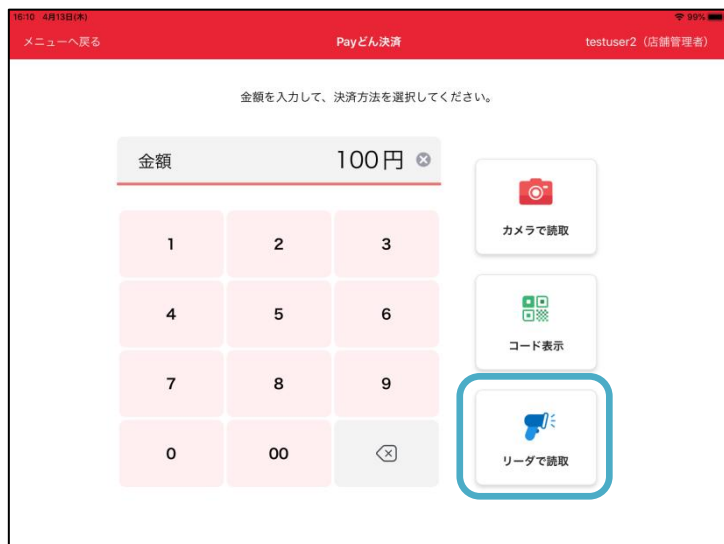 16:10 4月13日(木)
99%
メニューへ戻る
Payどん決済
testuser2（店舗管理者）
金額を入力して、決済方法を選択してください。
金額 100円
1 2 3
4 5 6
7 8 9
0 00
カメラで読取
コード表示
リーダで読取